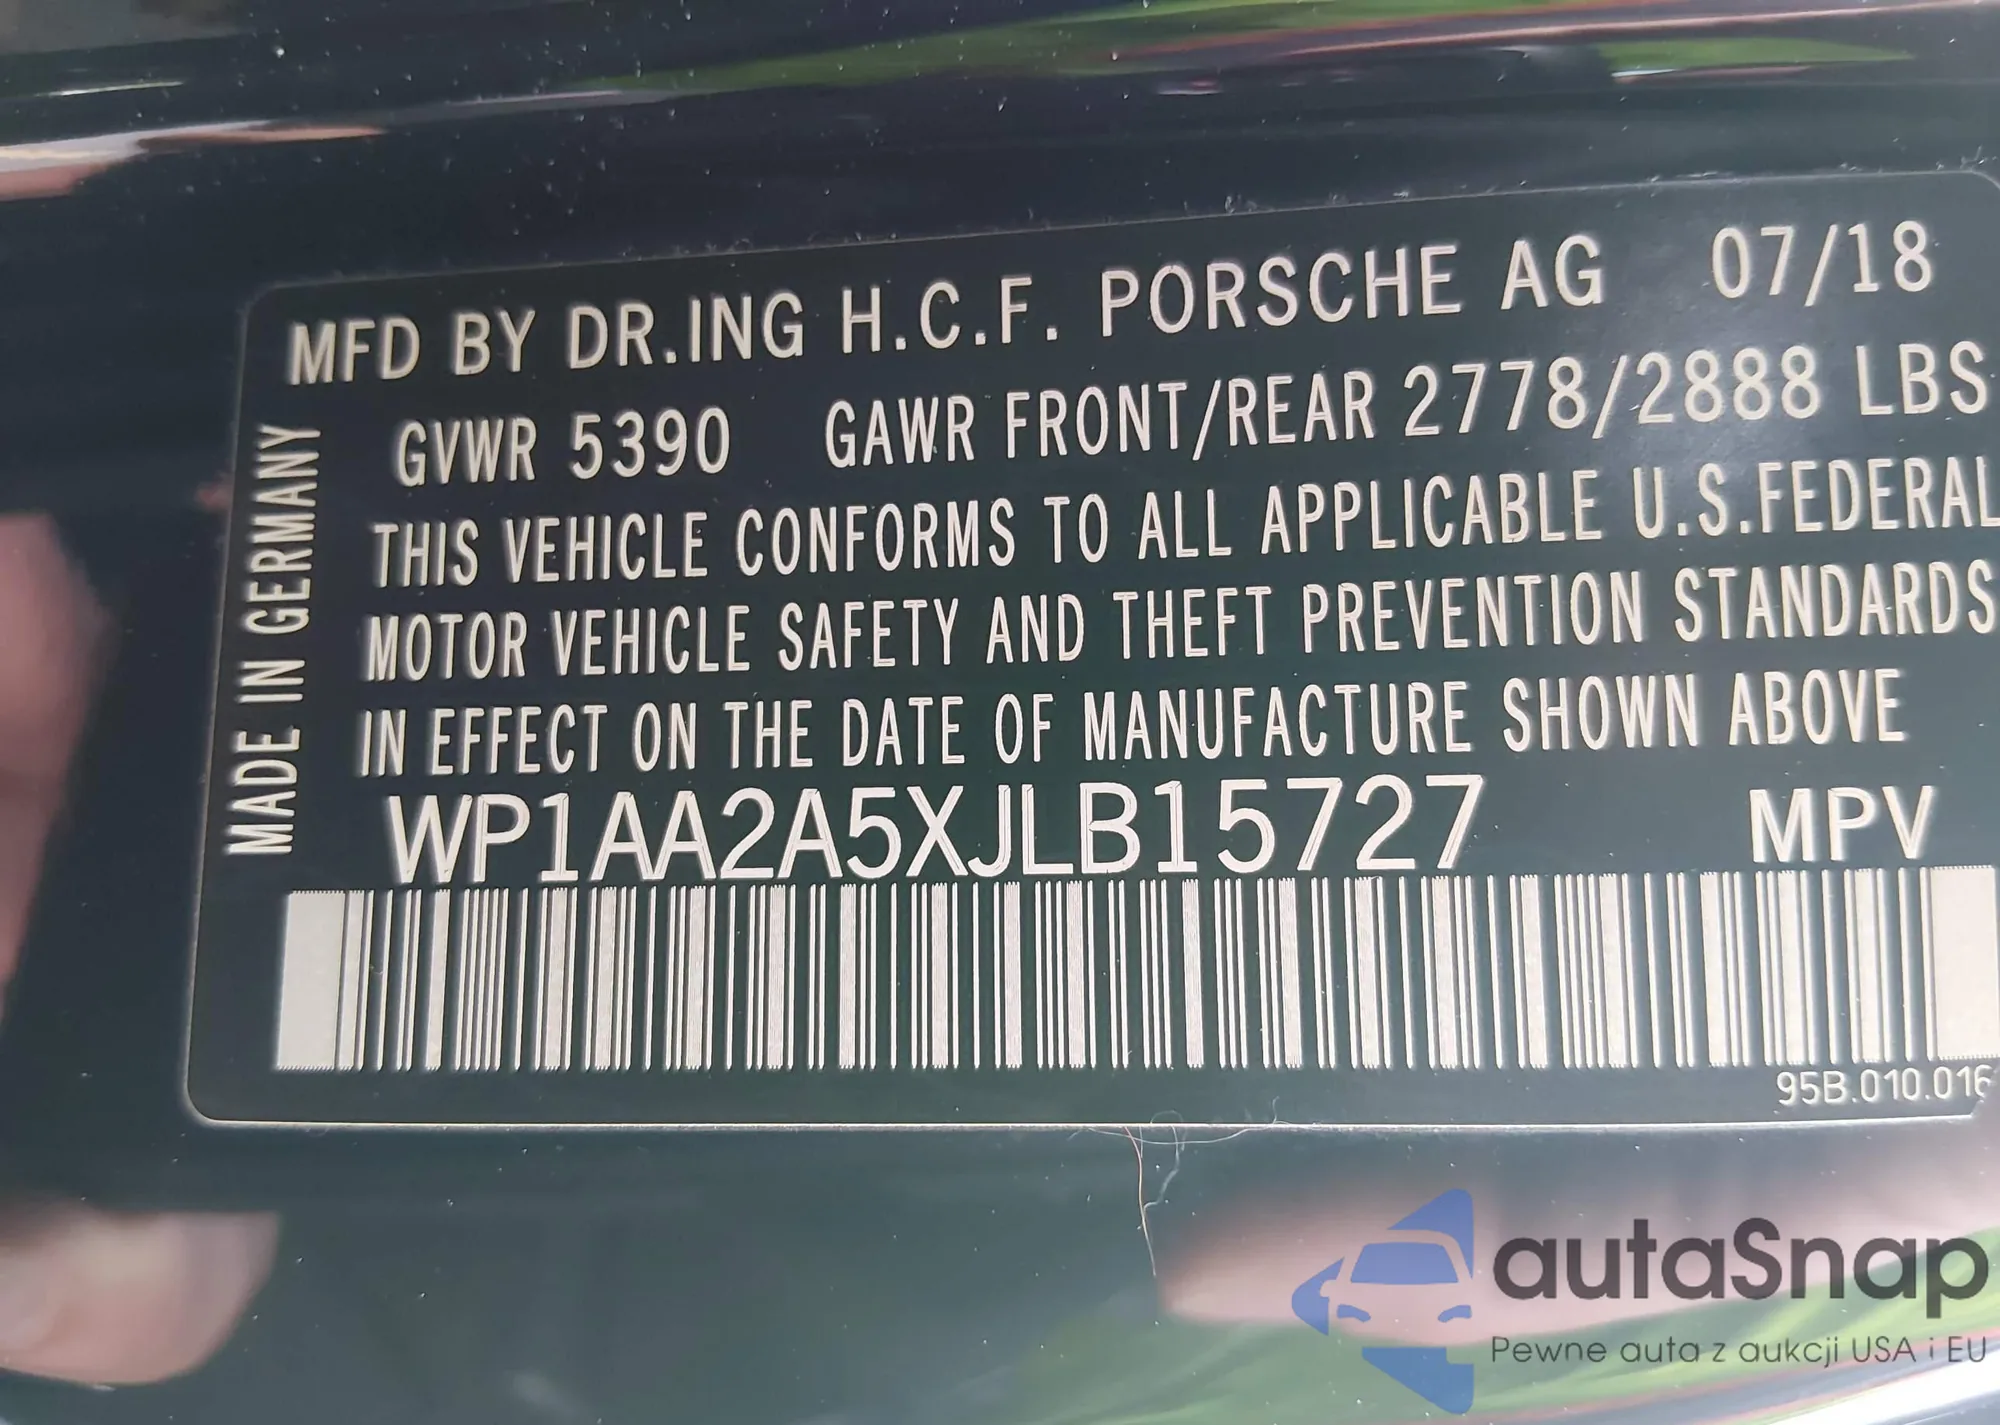 MFD BY DR.ING H.C.F. PORSCHE AG 07/18
GVWR 5390 GAWR FRONT/REAR 2778/2888 LBS
THIS VEHICLE CONFORMS TO ALL APPLICABLE U.S.FEDERAL
MOTOR VEHICLE SAFETY AND THEFT PREVENTION STANDARDS
IN EFFECT ON THE DATE OF MANUFACTURE SHOWN ABOVE
WP1AA2A5XJLB15727 MPV
MADE IN GERMANY
95B.010.016
autaSnap
Pewne auta z aukcji USA i EU